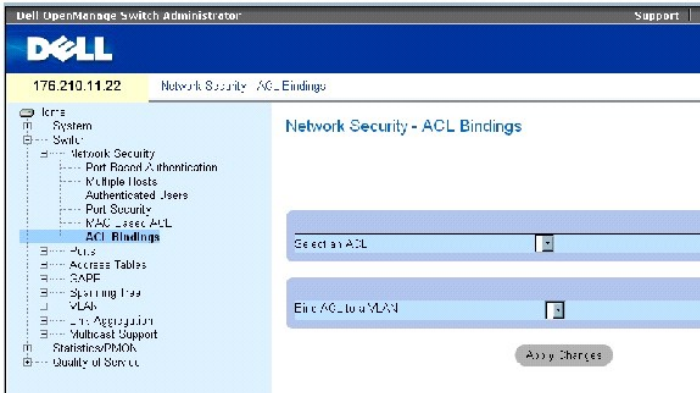 Dell OpenManage Switch Administrator
Support
DELL
176.210.11.22
Network Security - ACL Bindings
Home
System
Switch
Network Security
Port Based Authentication
Multiple Hosts
Authenticated Users
Port Security
MAC Based ACL
ACL Bindings
Ports
Address Tables
GARP
Spanning Tree
VLAN
Link Aggregation
Multicast Support
Statistics/RMON
Quality of Service
Network Security - ACL Bindings
Select an ACL
Bind ACL to a VLAN
Apply Changes